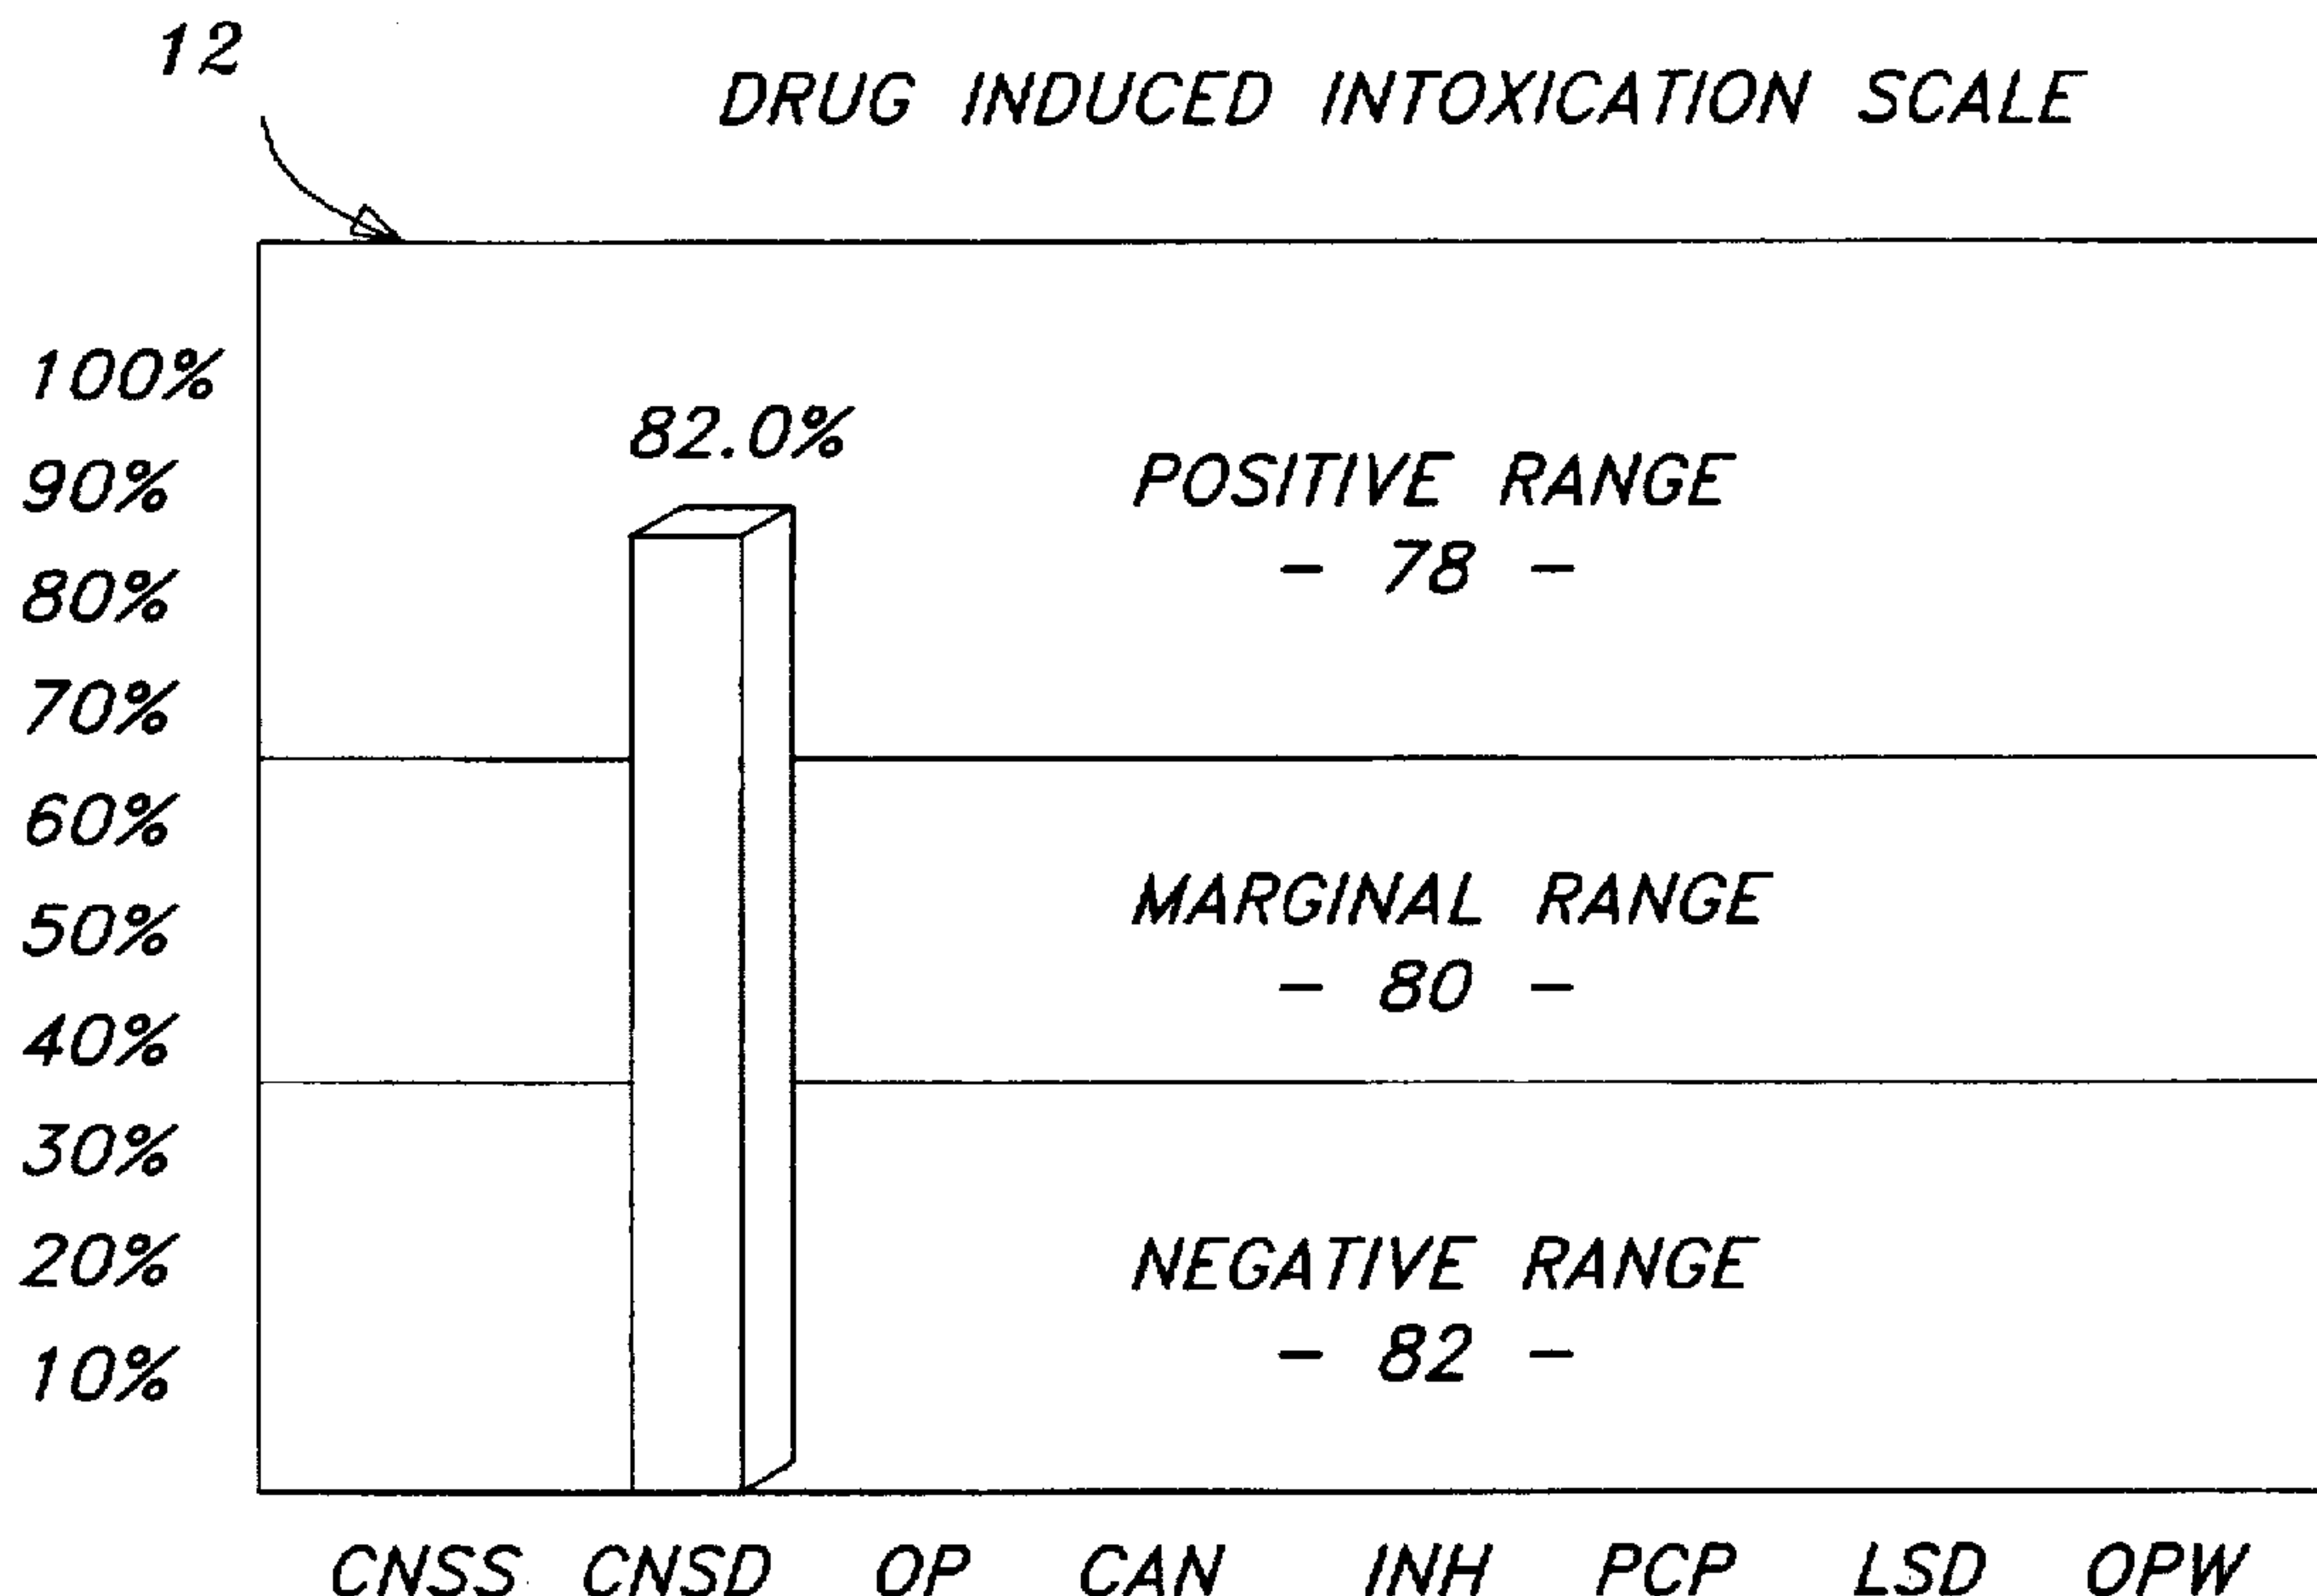 12
DRUG INDUCED INTOXICATION SCALE
100%
82.0%
90%
POSITIVE RANGE
- 78 -
80%
70%
60%
MARGINAL RANGE
50%
- 80 -
40%
30%
NEGATIVE RANGE
20%
- 82 -
10%
CNSS CNSD OP CAN INH PCP LSD OPW